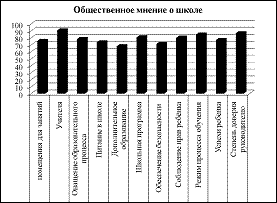 Общественное мнение о школе
100
90
80
70
60
50
40
30
20
10
0
помещения для занятий
Учителя
Оснащение образовательного
процесса
Питание в школе
Дополнительное
образование
Школьная программа
Обеспечение безопасности
Соблюдение прав ребенка
Режим процесса обучения
Успехи ребенка
Степень доверия
руководителю